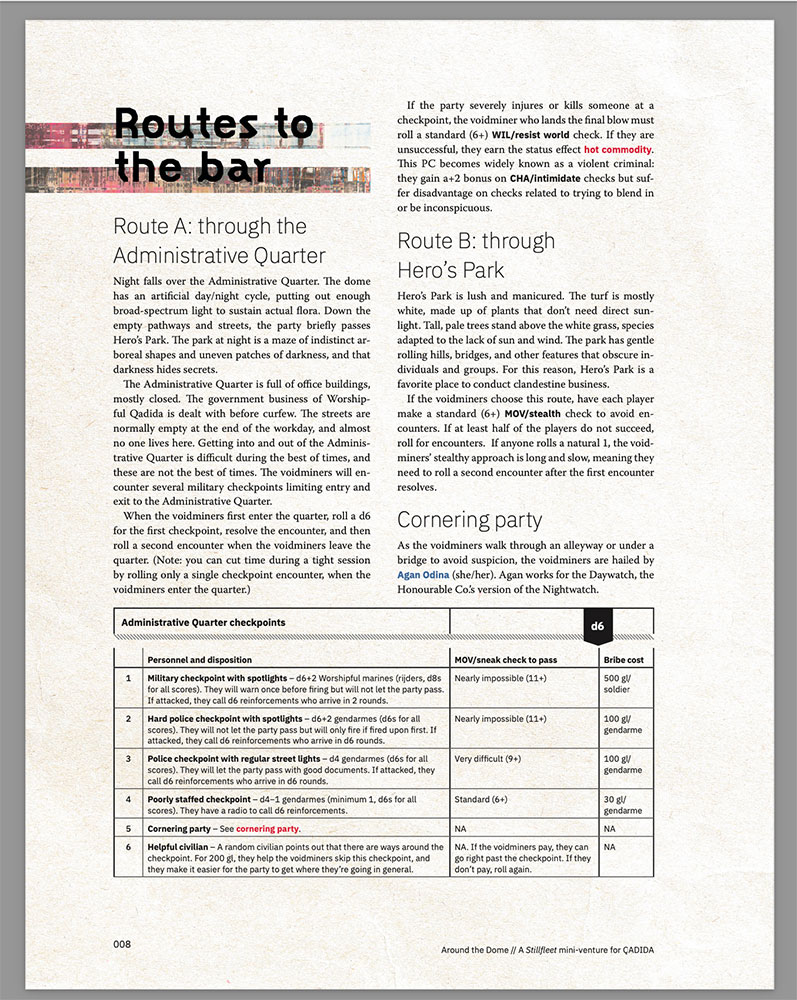 Routes to
the bar
Route A: through the
Administrative Quarter
Night falls over the Administrative Quarter. The dome
has an artificial day/night cycle, putting out enough
broad-spectrum light to sustain actual flora. Down the
empty pathways and streets, the party briefly passes
Hero's Park. The park at night is a maze of indistinct ar-
boreal shapes and uneven patches of darkness, and that
darkness hides secrets.
The Administrative Quarter is full of office buildings,
mostly closed. The government business of Worship-
ful Qadida is dealt with before curfew. The streets are
normally empty at the end of the workday, and almost
no one lives here. Getting into and out of the Adminis-
trative Quarter is difficult during the best of times, and
these are not the best of times. The voidminers will en-
counter several military checkpoints limiting entry and
exit to the Administrative Quarter.
When the voidminers first enter the quarter, roll a d6
for the first checkpoint, resolve the encounter, and then
roll a second encounter when the voidminers leave the
quarter. (Note: you can cut time during a tight session
by rolling only a single checkpoint encounter, when the
voidminers enter the quarter.)
If the party severely injures or kills someone at a
checkpoint, the voidminer who lands the final blow must
roll a standard (6+) WIL/resist world check. If they are
unsuccessful, they earn the status effect hot commodity.
This PC becomes widely known as a violent criminal:
they gain a+2 bonus on CHA/intimidate checks but suf-
fer disadvantage on checks related to trying to blend in
or be inconspicuous.
Route B: through
Hero's Park
Hero's Park is lush and manicured. The turf is mostly
white, made up of plants that don't need direct sun-
light. Tall, pale trees stand above the white grass, species
adapted to the lack of sun and wind. The park has gentle
rolling hills, bridges, and other features that obscure in-
dividuals and groups. For this reason, Hero's Park is a
favorite place to conduct clandestine business.
If the voidminers choose this route, have each player
make a standard (6+) MOV/stealth check to avoid en-
counters. If at least half of the players do not succeed,
roll for encounters. If anyone rolls a natural 1, the void-
miners' stealthy approach is long and slow, meaning they
need to roll a second encounter after the first encounter
resolves.
Cornering party
As the voidminers walk through an alleyway or under a
bridge to avoid suspicion, the voidminers are hailed by
Agan Odina (she/her). Agan works for the Daywatch, the
Honourable Co.'s version of the Nightwatch.
Administrative Quarter checkpoints
d6
Personnel and disposition
MOV/sneak check to pass
Bribe cost
1
Military checkpoint with spotlights – d6+2 Worshipful marines (rijders, d8s
for all scores). They will warn once before firing but will not let the party pass.
If attacked, they call d6 reinforcements who arrive in 2 rounds.
Nearly impossible (11+)
500 gl/
soldier
2
Hard police checkpoint with spotlights – d6+2 gendarmes (d6s for all
scores). They will not let the party pass but will only fire if fired upon first. If
attacked, they call d6 reinforcements who arrive in d6 rounds.
Nearly impossible (11+)
100 gl/
gendarme
3
Police checkpoint with regular street lights – d4 gendarmes (d6s for all
scores). They will let the party pass with good documents. If attacked, they
call d6 reinforcements who arrive in d6 rounds.
Very difficult (9+)
100 gl/
gendarme
4
Poorly staffed checkpoint – d4–1 gendarmes (minimum 1, d6s for all
scores). They have a radio to call d6 reinforcements.
Standard (6+)
30 gl/
gendarme
5
Cornering party – See cornering party.
NA
NA
6
Helpful civilian – A random civilian points out that there are ways around the
checkpoint. For 200 gl, they help the voidminers skip this checkpoint, and
they make it easier for the party to get where they're going in general.
NA. If the voidminers pay, they can
go right past the checkpoint. If they
don't pay, roll again.
NA
008
Around the Dome // A Stillfleet mini-venture for ÇADIDA